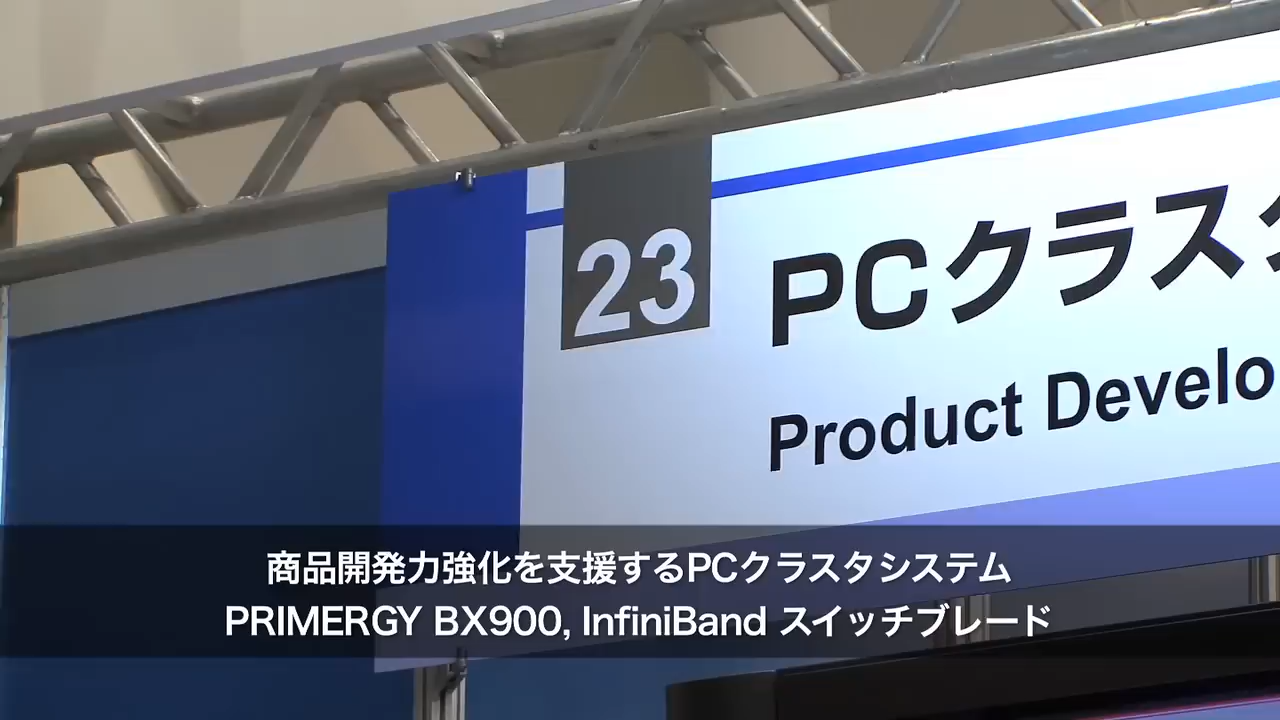 23
PCクラス
Product Develo
商品開発力強化を支援するPCクラスタシステム
PRIMERGY BX900, InfiniBand スイッチブレード